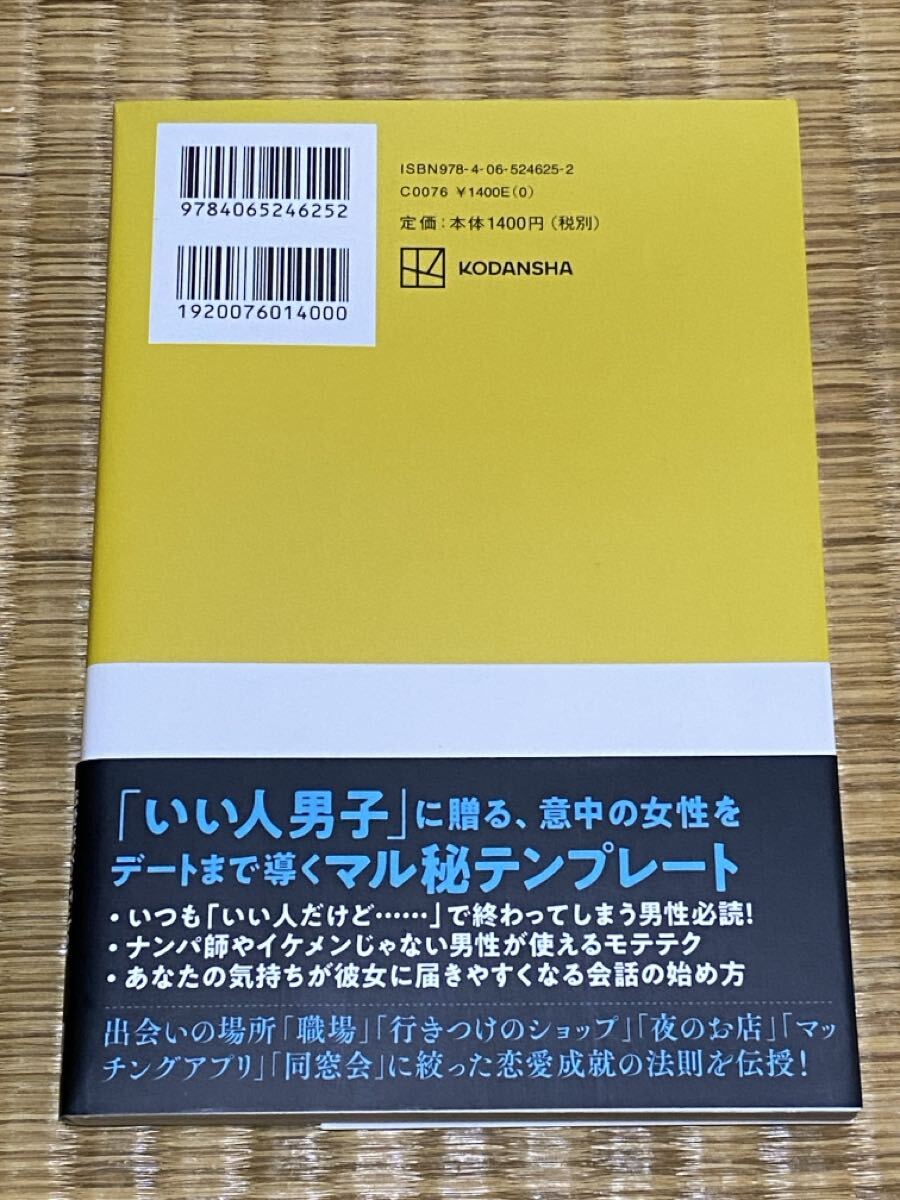 9784065246252
1920076014000
ISBN978-4-06-524625-2
C0076 ¥1400E(0)
定価:本体1400円(税別)
KODANSHA
「いい人男子」に贈る、意中の女性を
デートまで導くマル秘テンプレート
・いつも「いい人だけど……」で終わってしまう男性必読!
・ナンパ師やイケメンじゃない男性が使えるモテテク
・あなたの気持ちが彼女に届きやすくなる会話の始め方
出会いの場所「職場」「行きつけのショップ」「夜のお店」「マッ
チングアプリ」「同窓会」に絞った恋愛成就の法則を伝授!